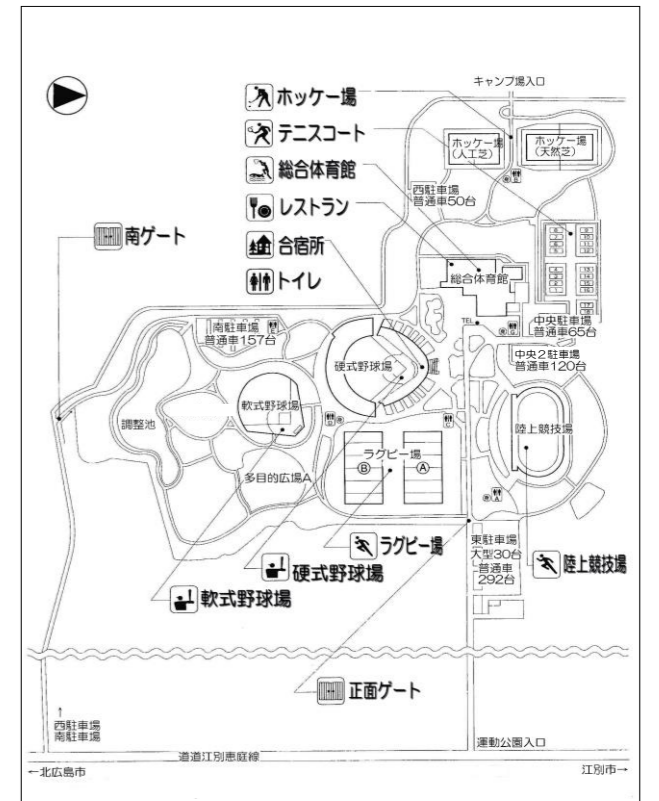 キャンプ場入口
ホッケー場
テニスコート
総合体育館
レストラン
合宿所
トイレ
南ゲート
ホッケー場
(人工芝)
ホッケー場
(天然芝)
西駐車場
普通車50台
総合体育館
TEL
中央駐車場
普通車65台
中央2駐車場
普通車120台
南駐車場
普通車157台
硬式野球場
軟式野球場
調整池
多目的広場A
ラグビー場
B
A
陸上競技場
東駐車場
大型30台
普通車
292台
ラグビー場
陸上競技場
硬式野球場
軟式野球場
正面ゲート
↑
西駐車場
南駐車場
運動公園入口
道道江別恵庭線
←北広島市
江別市→